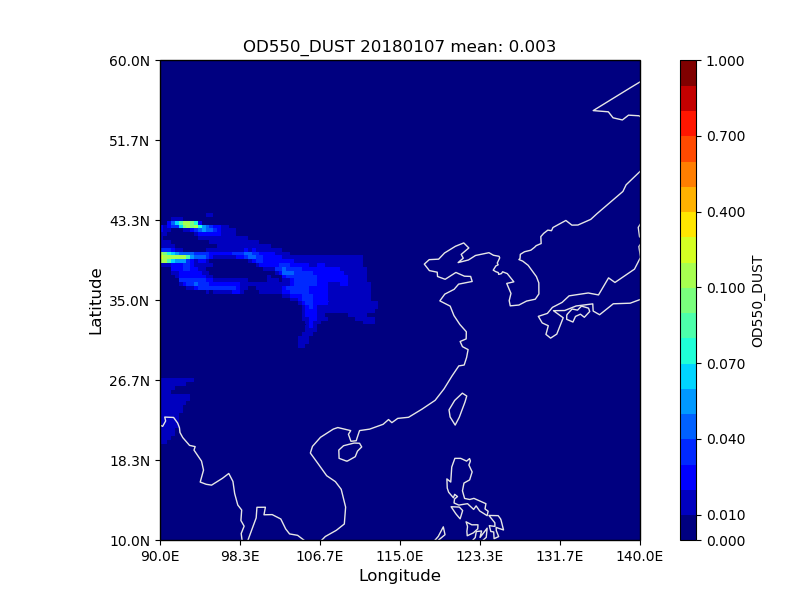 OD550_DUST 20180107 mean: 0.003
60.0N
51.7N
43.3N
35.0N
26.7N
18.3N
10.0N
Latitude
90.0E 98.3E 106.7E 115.0E 123.3E 131.7E 140.0E
Longitude
1.000
0.700
0.400
0.100
0.070
0.040
0.010
0.000
OD550_DUST